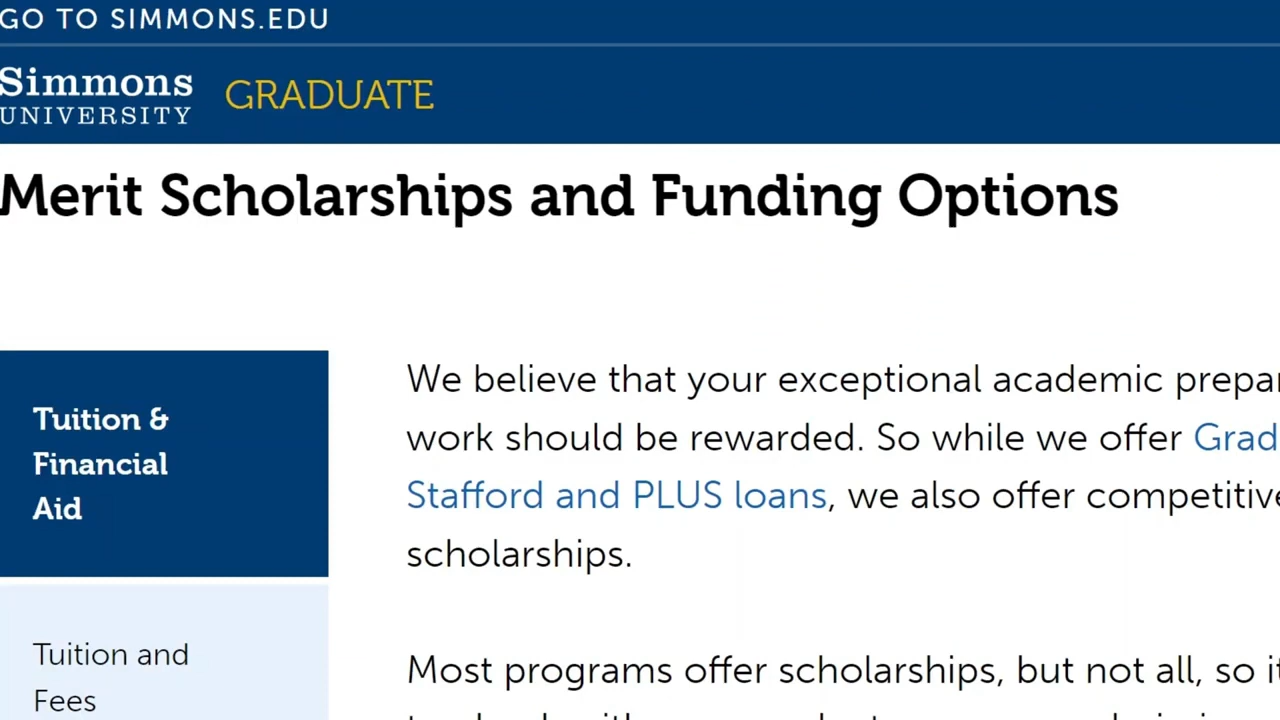 GO TO SIMMONS.EDU
Simmons
UNIVERSITY
GRADUATE
Merit Scholarships and Funding Options
Tuition &
Financial
Aid
Tuition and
Fees
We believe that your exceptional academic
work should be rewarded. So while we offer Grad
Stafford and PLUS loans, we also offer competitive
scholarships.
Most programs offer scholarships, but not all, so